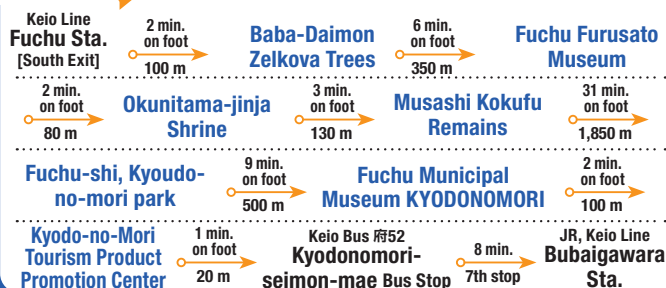 Keio Line
Fuchu Sta.
[South Exit]
2 min.
on foot
100 m
Baba-Daimon
Zelkova Trees
6 min.
on foot
350 m
Fuchu Furusato
Museum
2 min.
on foot
80 m
Okunitama-jinja
Shrine
3 min.
on foot
130 m
Musashi Kokufu
Remains
31 min.
on foot
1,850 m
Fuchu-shi, Kyoudo-
no-mori park
9 min.
on foot
500 m
Fuchu Municipal
Museum KYODONOMORI
2 min.
on foot
100 m
Kyodo-no-Mori
Tourism Product
Promotion Center
1 min.
on foot
20 m
Keio Bus 府52
Kyodonomori-
seimon-mae Bus Stop
8 min.
7th stop
JR, Keio Line
Bubaigawara
Sta.